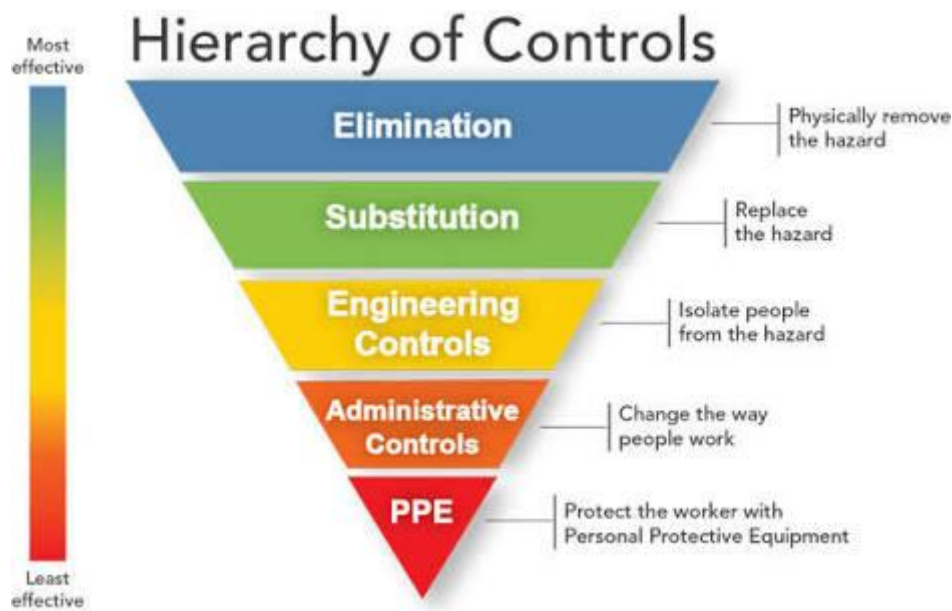 Hierarchy of Controls
Most
effective
Elimination
Physically remove
the hazard
Substitution
Replace
the hazard
Engineering
Controls
Isolate people
from the hazard
Administrative
Controls
Change the way
people work
PPE
Protect the worker with
Personal Protective Equipment
Least
effective